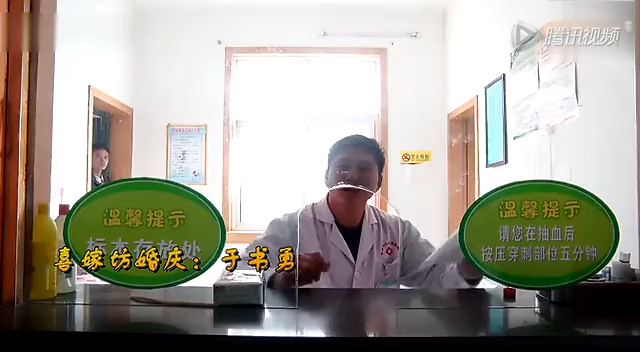 腾讯视频
温馨提示
标本存放处
喜嫁坊婚庆：于书勇
温馨提示
请您在抽血后
按压穿刺部位五分钟